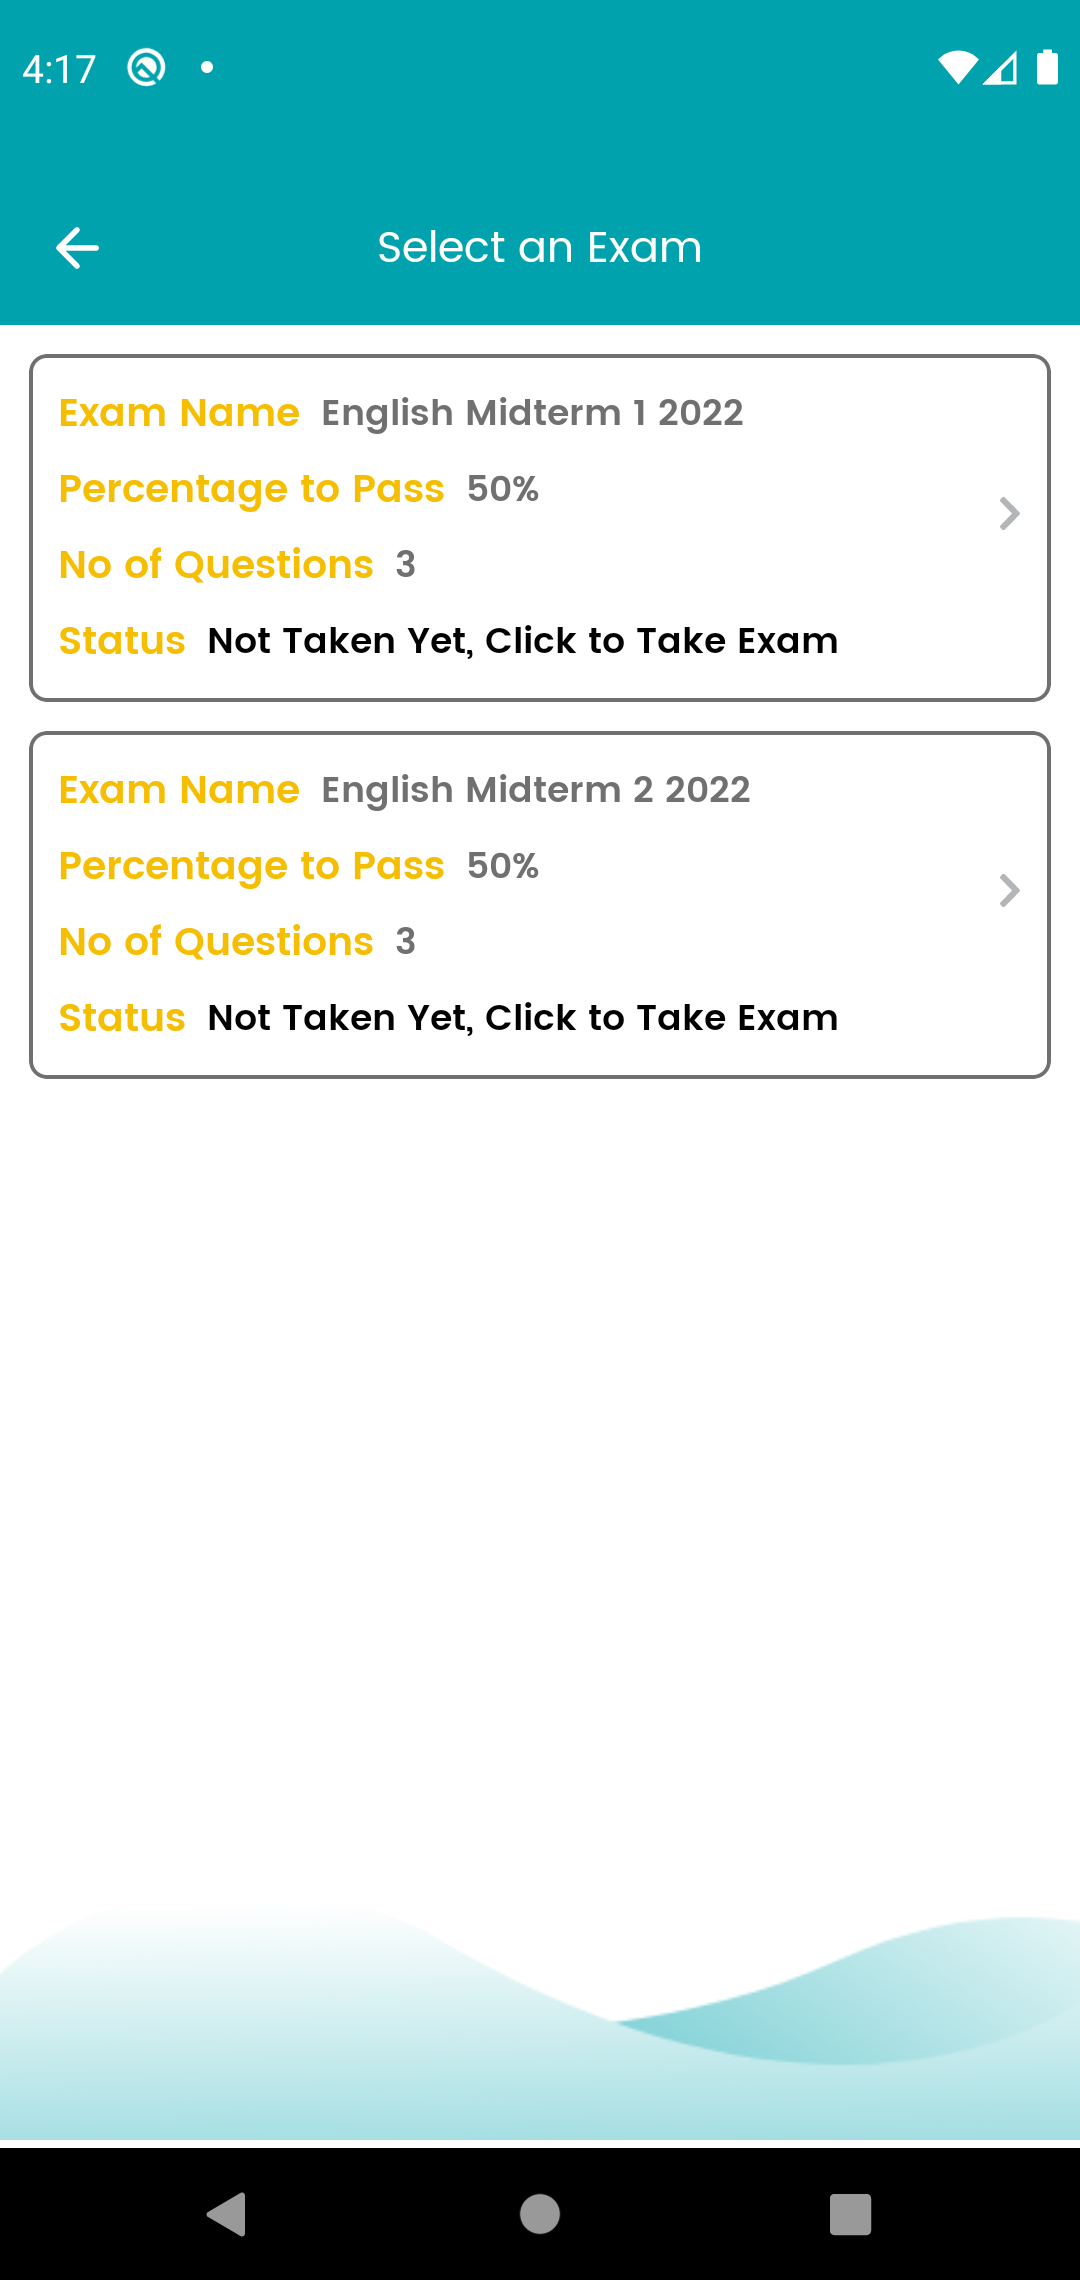 4:17
Select an Exam
Exam Name English Midterm 1 2022
Percentage to Pass 50%
No of Questions 3
Status Not Taken Yet, Click to Take Exam
Exam Name English Midterm 2 2022
Percentage to Pass 50%
No of Questions 3
Status Not Taken Yet, Click to Take Exam